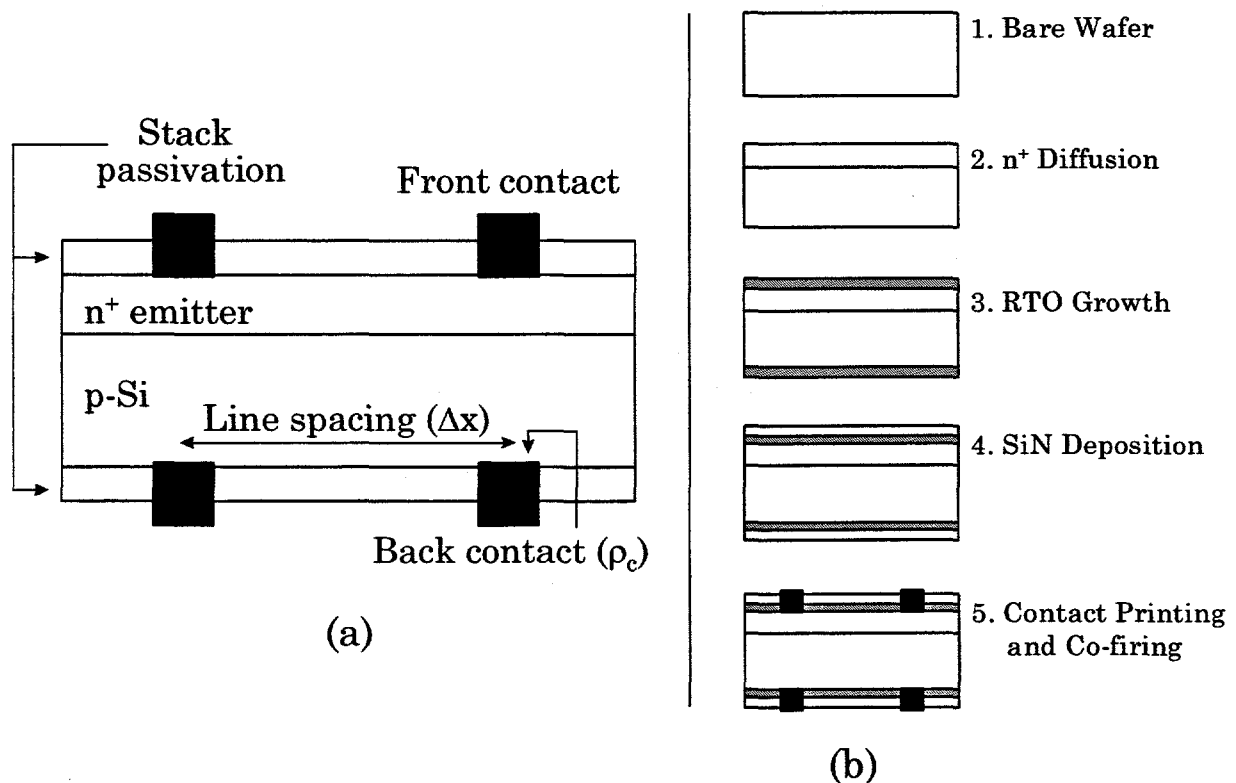 Stack
passivation
Front contact
n⁺ emitter
p-Si
Line spacing (Δx)
Back contact (ρc)
(a)
1. Bare Wafer
2. n⁺ Diffusion
3. RTO Growth
4. SiN Deposition
5. Contact Printing
and Co-firing
(b)